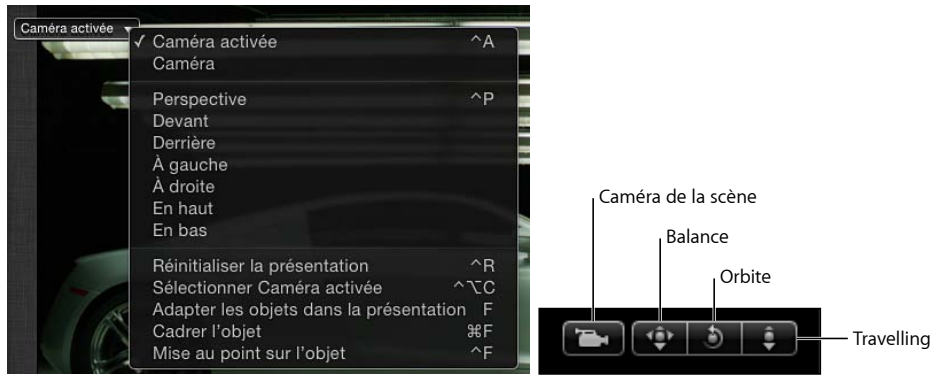 Caméra activée
✓ Caméra activée ^A
Caméra
Perspective ^P
Devant
Derrière
À gauche
À droite
En haut
En bas
Réinitialiser la présentation ^R
Sélectionner Caméra activée ^⌥C
Adapter les objets dans la présentation F
Cadrer l'objet ⌘F
Mise au point sur l'objet ^F
Caméra de la scène
Balance
Orbite
Travelling